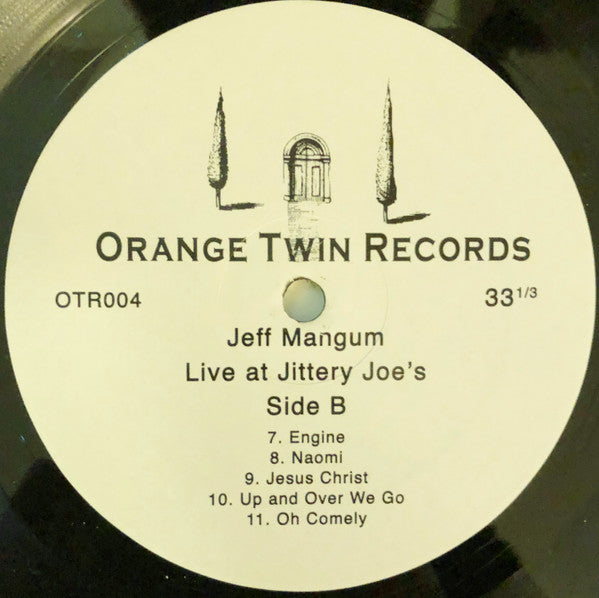 ORANGE TWIN RECORDS
OTR004 33 1/3
Jeff Mangum
Live at Jittery Joe's
Side B
7. Engine
8. Naomi
9. Jesus Christ
10. Up and Over We Go
11. Oh Comely